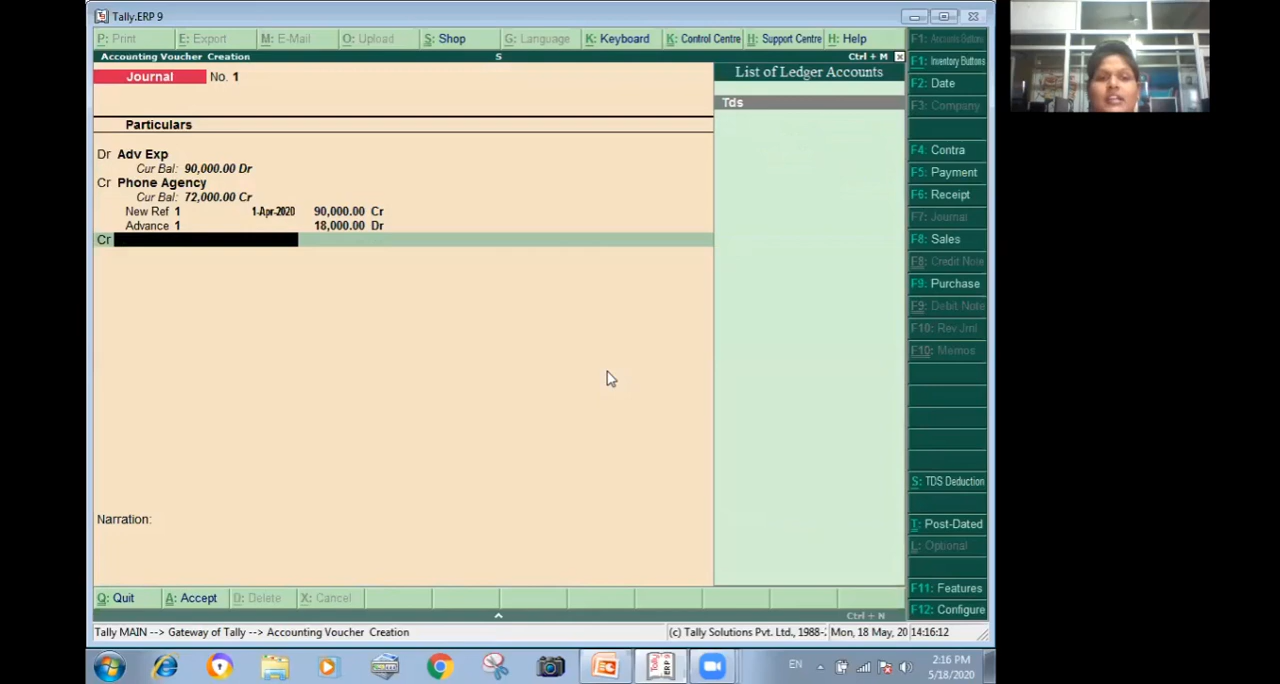 Tally.ERP 9
P: Print E: Export M: E-Mail O: Upload S: Shop G: Language K: Keyboard K: Control Centre H: Support Centre H: Help
Accounting Voucher Creation S Ctrl + M
Journal No. 1
Particulars
Dr Adv Exp
Cur Bal: 90,000.00 Dr
Cr Phone Agency
Cur Bal: 72,000.00 Cr
New Ref 1 1-Apr-2020 90,000.00 Cr
Advance 1 18,000.00 Dr
Cr
Narration:
List of Ledger Accounts
Tds
F1: Accounts Buttons
F1: Inventory Buttons
F2: Date
F3: Company
F4: Contra
F5: Payment
F6: Receipt
F7: Journal
F8: Sales
F8: Credit Note
F9: Purchase
F9: Debit Note
F10: Rev Jrnl
F10: Memos
S: TDS Deduction
T: Post-Dated
L: Optional
F11: Features
F12: Configure
Q: Quit A: Accept D: Delete X: Cancel
Ctrl + N
Tally MAIN --> Gateway of Tally --> Accounting Voucher Creation (c) Tally Solutions Pvt. Ltd., 1988-2 Mon, 18 May, 20 14:16:12
EN 2:16 PM
5/18/2020